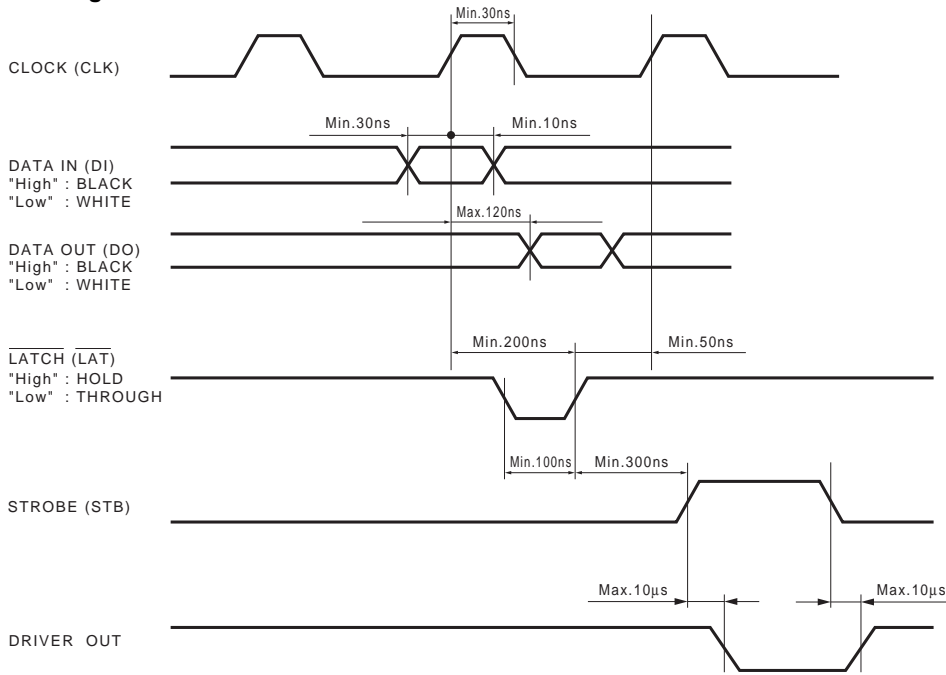 Min.30ns
CLOCK (CLK)
Min.30ns
Min.10ns
DATA IN (DI)
"High" : BLACK
"Low" : WHITE
Max.120ns
DATA OUT (DO)
"High" : BLACK
"Low" : WHITE
Min.200ns
Min.50ns
LATCH (LAT)
"High" : HOLD
"Low" : THROUGH
Min.100ns
Min.300ns
STROBE (STB)
Max.10µs
Max.10µs
DRIVER OUT